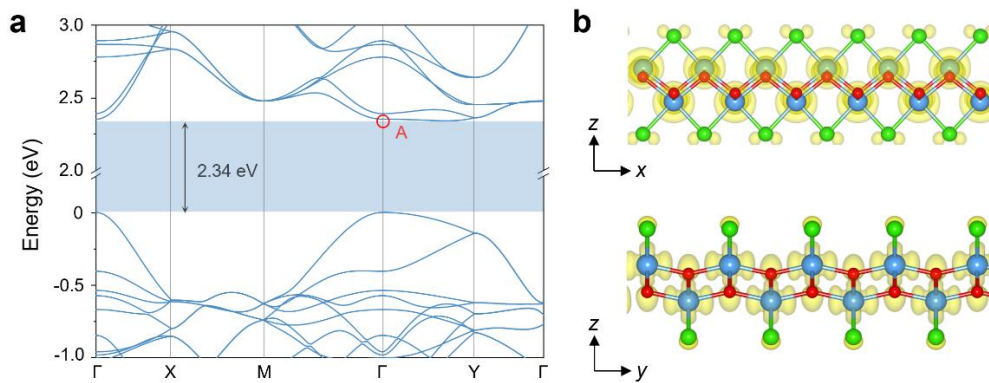 a
Energy (eV)
3.0
2.5
2.0
0
-0.5
-1.0
2.34 eV
A
Γ X M Γ Y Γ
b
z
x
z
y